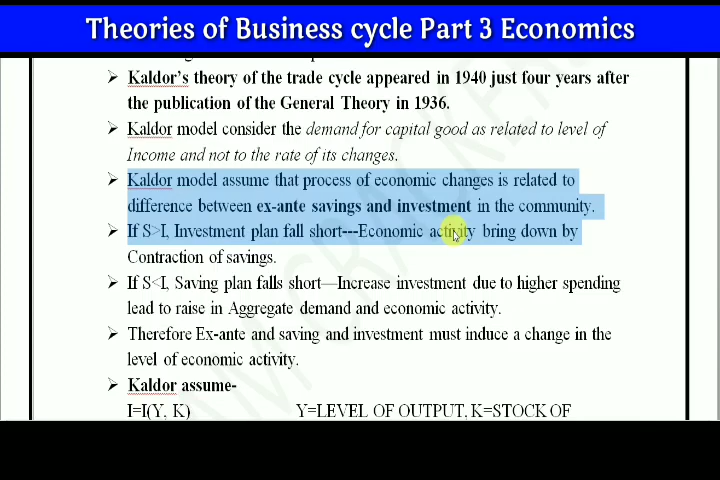 Theories of Business cycle Part 3 Economics
➢ Kaldor's theory of the trade cycle appeared in 1940 just four years after
the publication of the General Theory in 1936.
➢ Kaldor model consider the demand for capital good as related to level of
Income and not to the rate of its changes.
➢ Kaldor model assume that process of economic changes is related to
difference between ex-ante savings and investment in the community.
➢ If S>I, Investment plan fall short---Economic activity bring down by
Contraction of savings.
➢ If S<I, Saving plan falls short—Increase investment due to higher spending
lead to raise in Aggregate demand and economic activity.
➢ Therefore Ex-ante and saving and investment must induce a change in the
level of economic activity.
➢ Kaldor assume-
I=I(Y, K) Y=LEVEL OF OUTPUT, K=STOCK OF